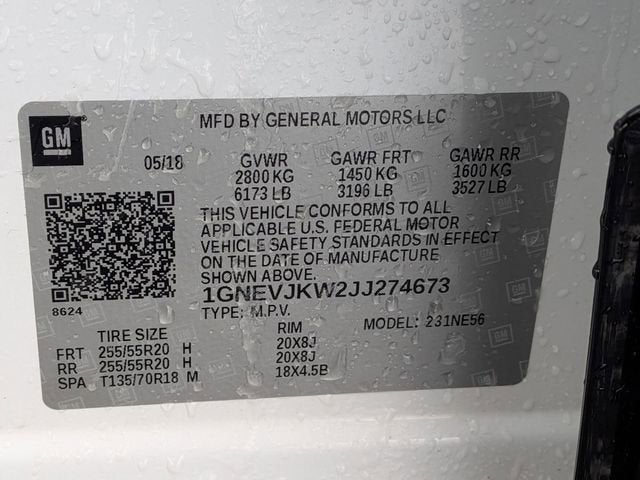 GM
MFD BY GENERAL MOTORS LLC
05/18 GVWR GAWR FRT GAWR RR
2800 KG 1450 KG 1600 KG
6173 LB 3196 LB 3527 LB
THIS VEHICLE CONFORMS TO ALL
APPLICABLE U.S. FEDERAL MOTOR
VEHICLE SAFETY STANDARDS IN EFFECT
ON THE DATE OF MANUFACTURE
SHOWN ABOVE.
1GNEVJKW2JJ274673
8624
TYPE: M.P.V. MODEL: 231NE56
TIRE SIZE RIM
FRT 255/55R20 H 20X8J
RR 255/55R20 H 20X8J
SPA T135/70R18 M 18X4.5B